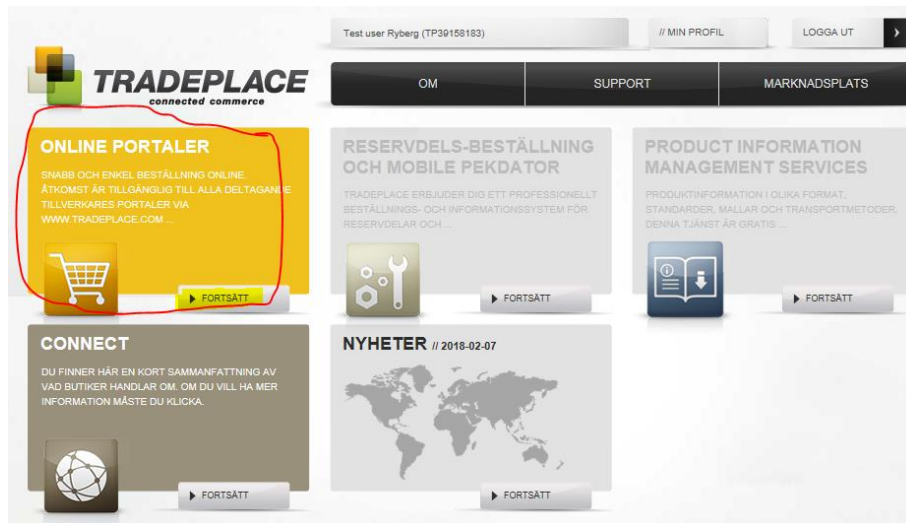 Test user Ryberg (TP39158183)
// MIN PROFIL
LOGGA UT
TRADEPLACE
connected commerce
OM
SUPPORT
MARKNADSPLATS
ONLINE PORTALER
SNABB OCH ENKEL BESTÄLLNING ONLINE.
ÅTKOMST ÄR TILLGÄNGLIG TILL ALLA DELTAGANDE
TILLVERKARES PORTALER VIA
WWW.TRADEPLACE.COM ...
FORTSÄTT
RESERVDELS-BESTÄLLNING
OCH MOBILE PEKDATOR
TRADEPLACE ERBJUDER DIG ETT PROFESSIONELLT
BESTÄLLNINGS- OCH INFORMATIONSSYSTEM FÖR
RESERVDELAR OCH ...
FORTSÄTT
PRODUCT INFORMATION
MANAGEMENT SERVICES
PRODUKTINFORMATION I OLIKA FORMAT,
STANDARDER, MALLAR OCH TRANSPORTMETODER.
DENNA TJÄNST ÄR GRATIS ...
FORTSÄTT
CONNECT
DU FINNER HÄR EN KORT SAMMANFATTNING AV
VAD BUTIKER HANDLAR OM. OM DU VILL HA MER
INFORMATION MÅSTE DU KLICKA.
FORTSÄTT
NYHETER // 2018-02-07
FORTSÄTT